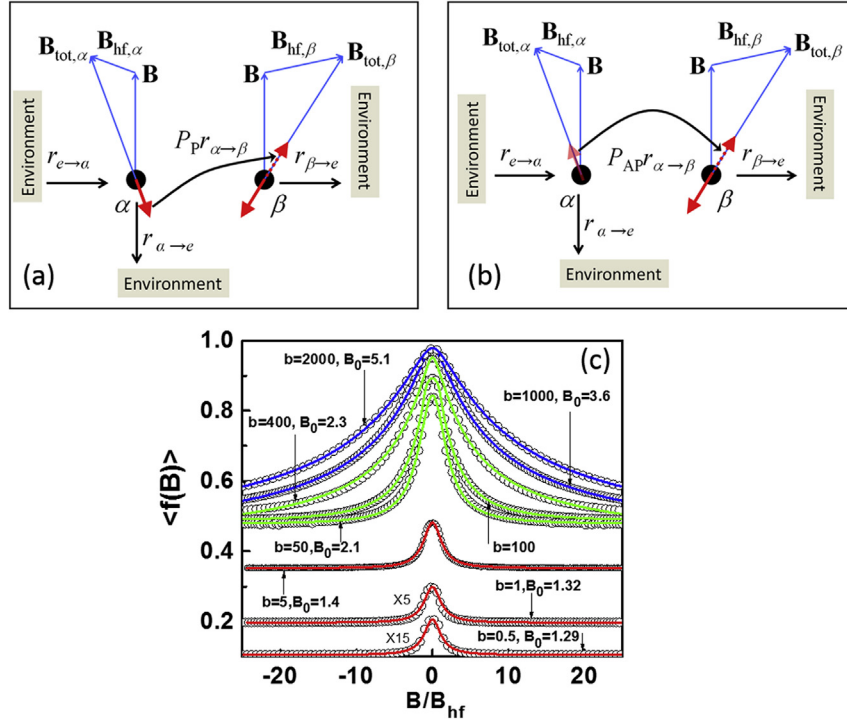 (a)
B_tot,α B_hf,α
B
B_hf,β
B_tot,β
B
Environment
r_e→α
α
P_P r_α→β
r_β→e
β
Environment
r_α→e
Environment
(b)
B_tot,α B_hf,α
B
B_hf,β
B_tot,β
B
Environment
r_e→α
α
P_AP r_α→β
r_β→e
β
Environment
r_α→e
Environment
(c)
<f(B)>
1.0
0.8
0.6
0.4
0.2
b=2000, B_0=5.1
b=1000, B_0=3.6
b=400, B_0=2.3
b=50,B_0=2.1
b=100
b=5,B_0=1.4
X5
b=1,B_0=1.32
X15
b=0.5, B_0=1.29
-20 -10 0 10 20
B/B_hf